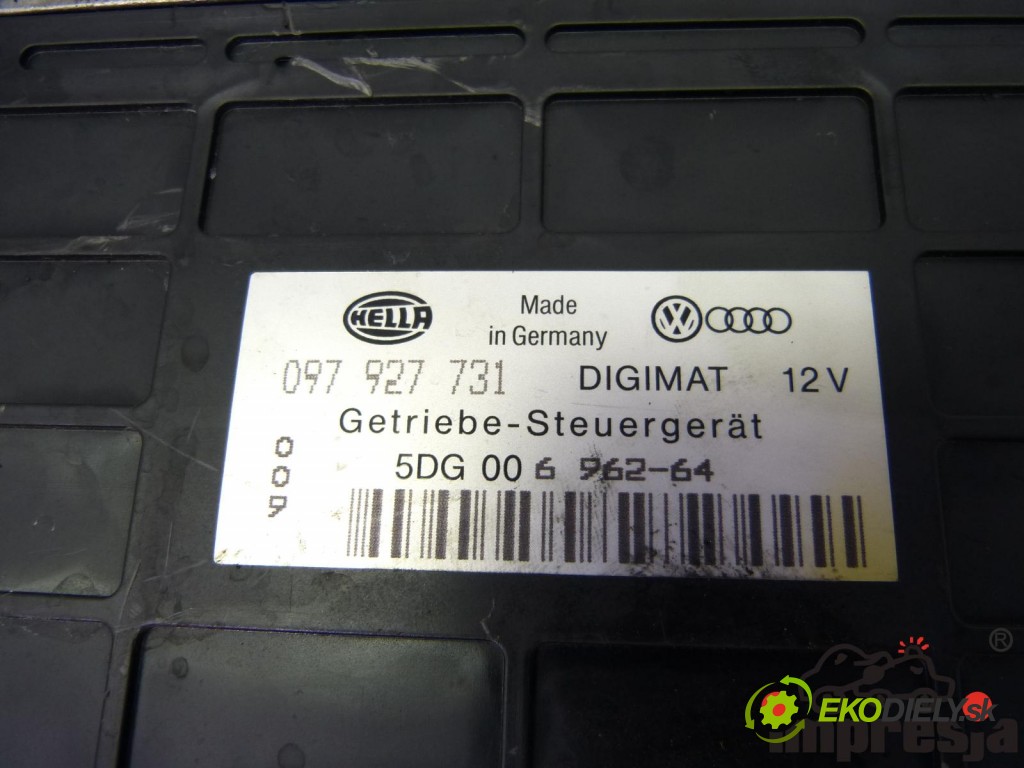 HELLA
Made
in Germany
097 927 731 DIGIMAT 12 V
Getriebe-Steuergerät
009
5DG 00 6 962-64
®
EKODIELY.sk
impresja